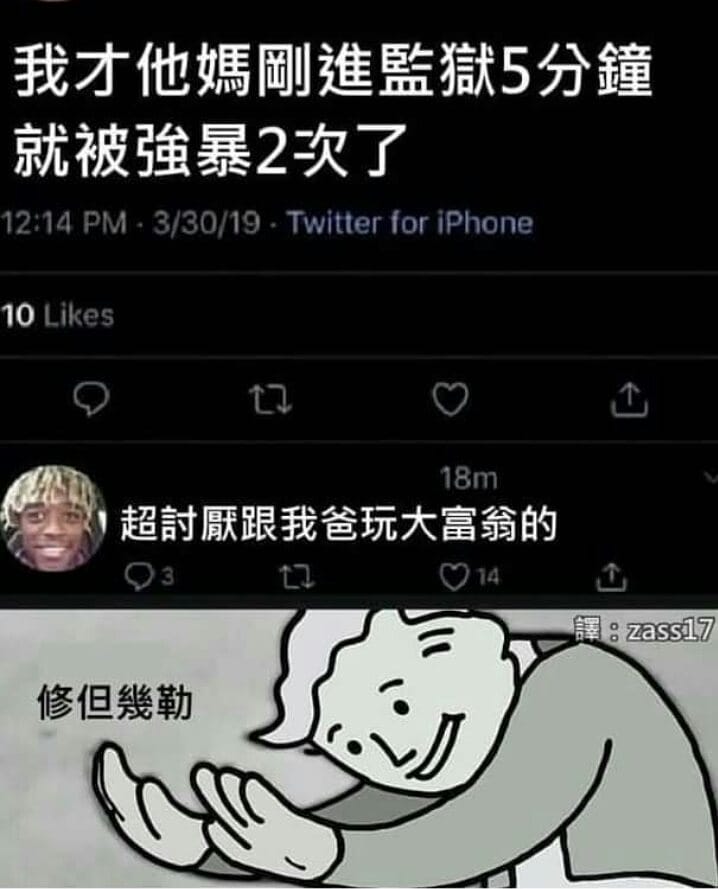 我才他媽剛進監獄5分鐘
就被強暴2次了
12:14 PM · 3/30/19 · Twitter for iPhone
10 Likes
18m
超討厭跟我爸玩大富翁的
3 14
譯：zass17
修但幾勒